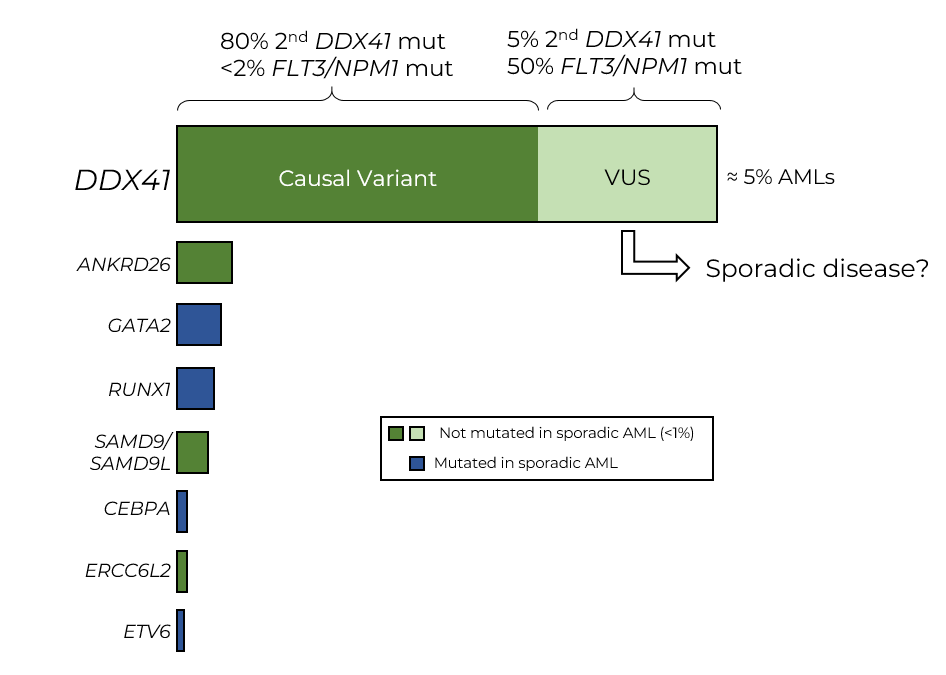 80% 2nd DDX41 mut
<2% FLT3/NPM1 mut
5% 2nd DDX41 mut
50% FLT3/NPM1 mut
DDX41
Causal Variant
VUS
≈ 5% AMLs
ANKRD26
Sporadic disease?
GATA2
RUNX1
SAMD9/
SAMD9L
Not mutated in sporadic AML (<1%)
Mutated in sporadic AML
CEBPA
ERCC6L2
ETV6